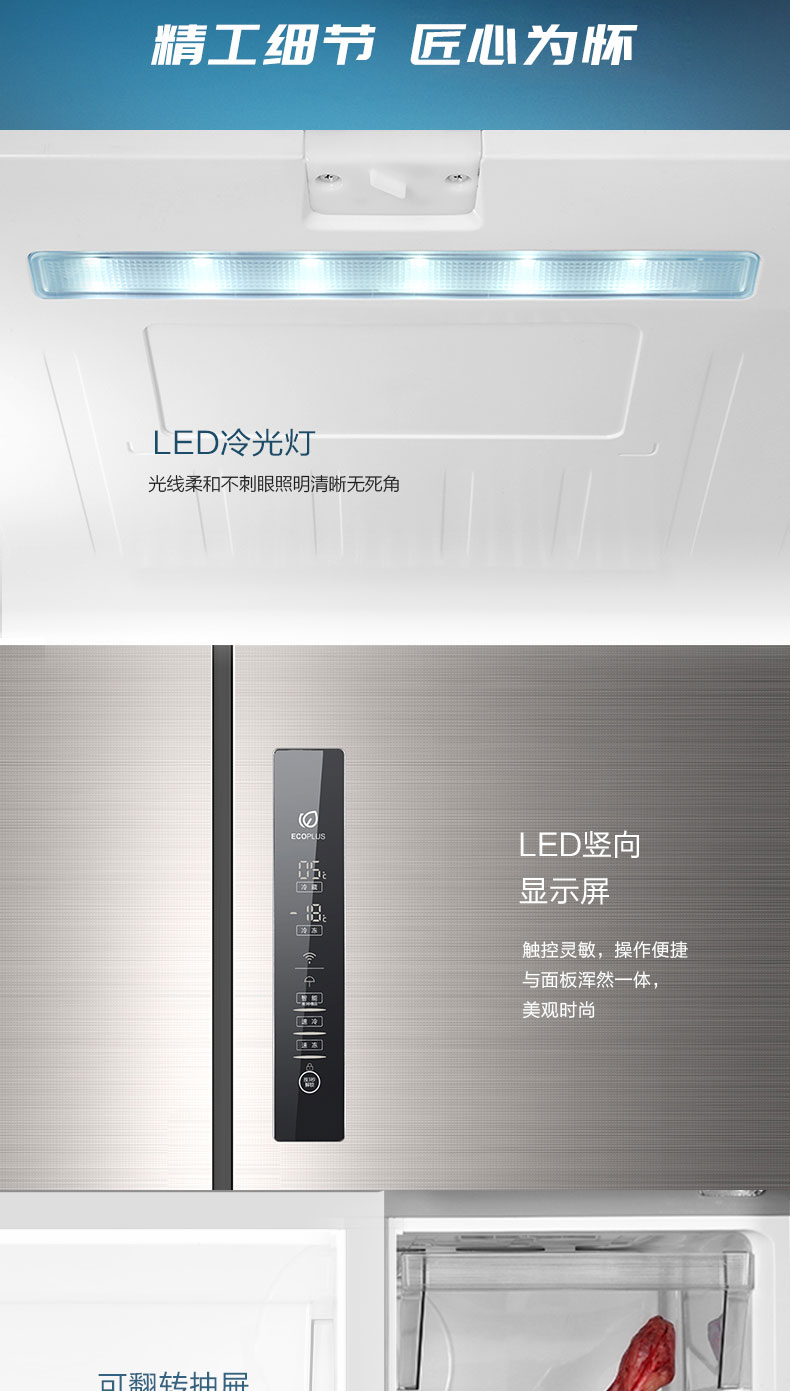 精工细节 匠心为怀
LED冷光灯
光线柔和不刺眼照明清晰无死角
ECOPLUS
05℃
冷藏
-18℃
冷冻
智能
速冷
速冻
LED竖向
显示屏
触控灵敏，操作便捷
与面板浑然一体，
美观时尚
可翻转抽屉